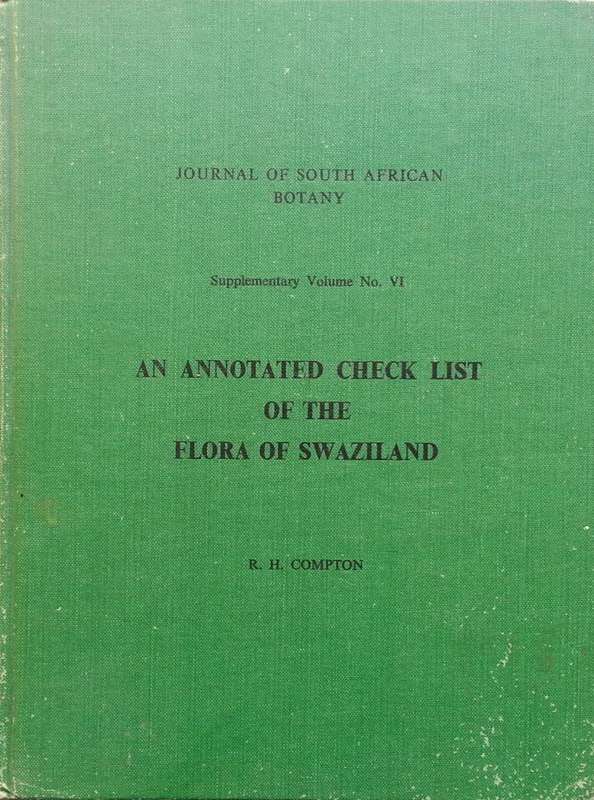 JOURNAL OF SOUTH AFRICAN
BOTANY
Supplementary Volume No. VI
AN ANNOTATED CHECK LIST
OF THE
FLORA OF SWAZILAND
R. H. COMPTON